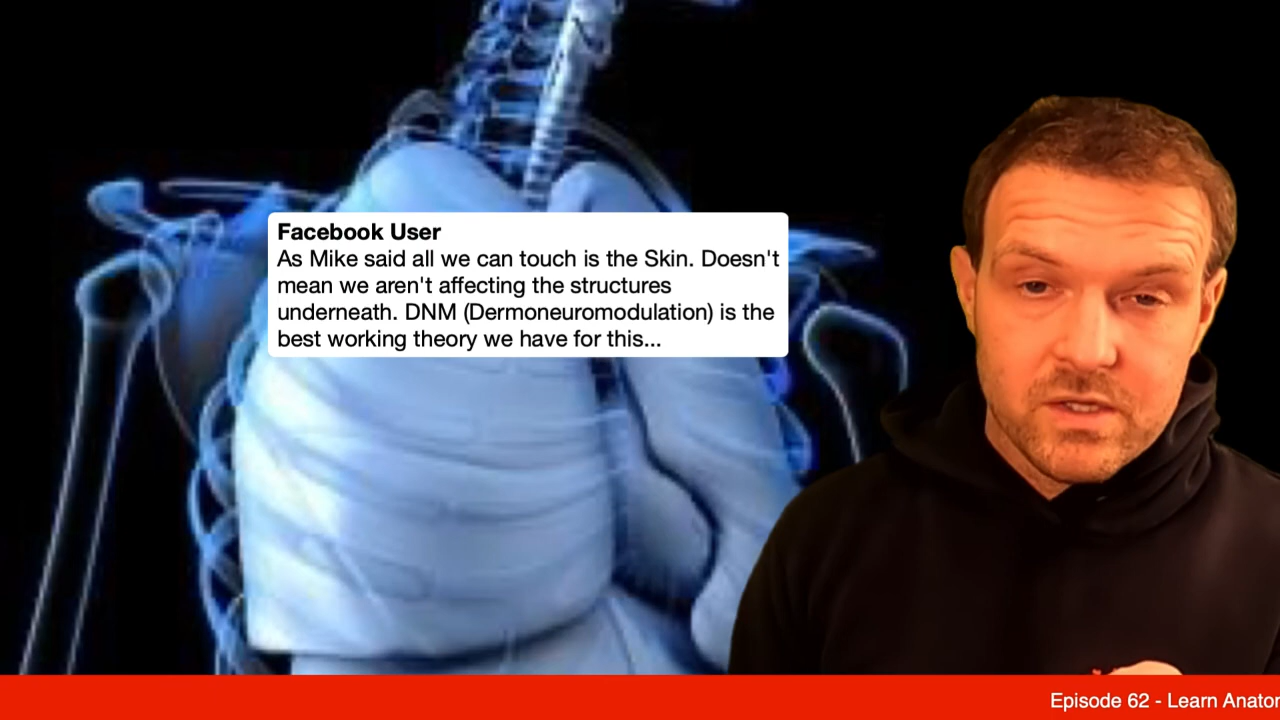 Facebook User
As Mike said all we can touch is the Skin. Doesn't
mean we aren't affecting the structures
underneath. DNM (Dermoneuromodulation) is the
best working theory we have for this...
Episode 62 - Learn Anator